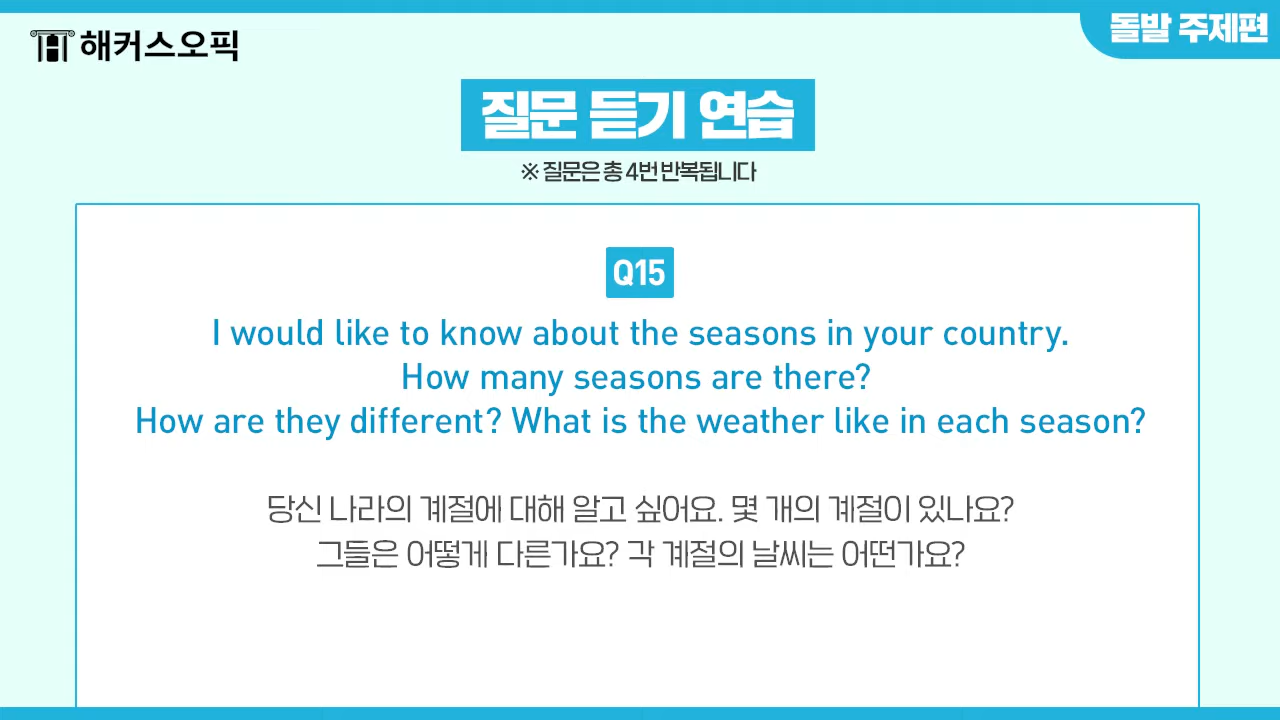 해커스오픽
돌발 주제편
질문 듣기 연습
※ 질문은 총 4번 반복됩니다
Q15
I would like to know about the seasons in your country.
How many seasons are there?
How are they different? What is the weather like in each season?
당신 나라의 계절에 대해 알고 싶어요. 몇 개의 계절이 있나요?
그들은 어떻게 다른가요? 각 계절의 날씨는 어떤가요?